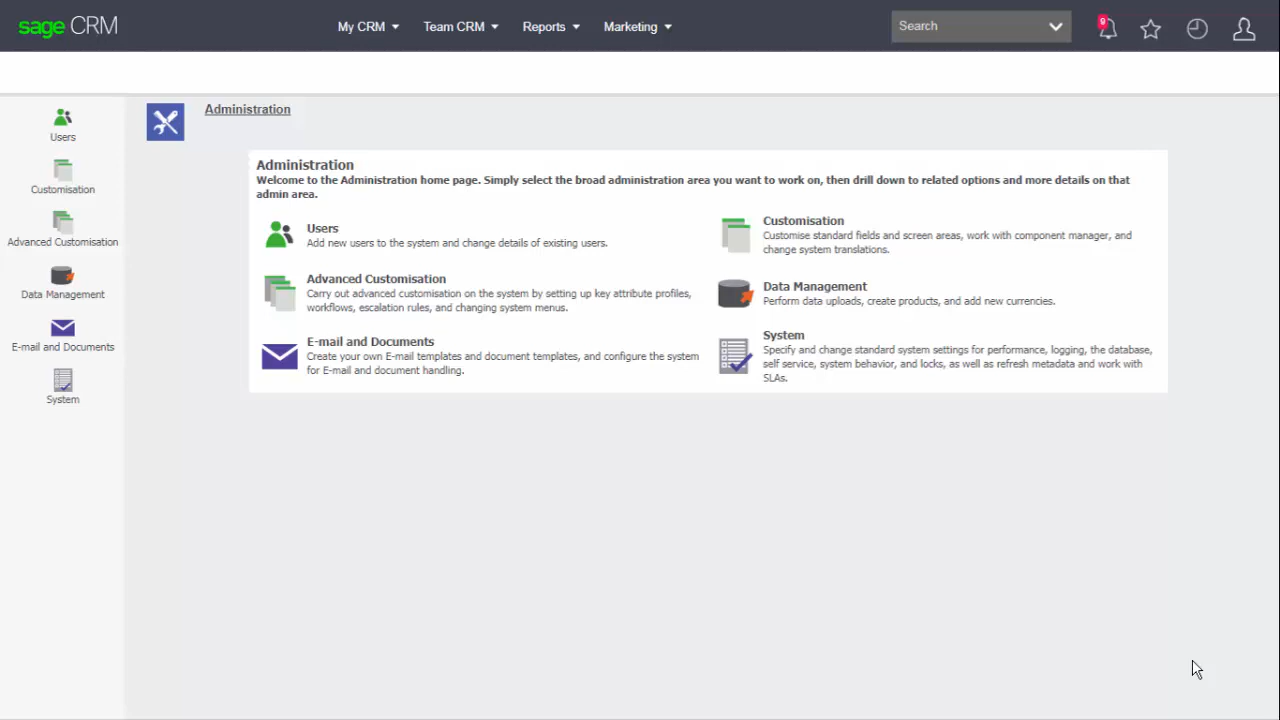 sage CRM
My CRM
Team CRM
Reports
Marketing
Search
9
Users
Customisation
Advanced Customisation
Data Management
E-mail and Documents
System
Administration
Administration
Welcome to the Administration home page. Simply select the broad administration area you want to work on, then drill down to related options and more details on that
admin area.
Users
Add new users to the system and change details of existing users.
Customisation
Customise standard fields and screen areas, work with component manager, and
change system translations.
Advanced Customisation
Carry out advanced customisation on the system by setting up key attribute profiles,
workflows, escalation rules, and changing system menus.
Data Management
Perform data uploads, create products, and add new currencies.
E-mail and Documents
Create your own E-mail templates and document templates, and configure the system
for E-mail and document handling.
System
Specify and change standard system settings for performance, logging, the database,
self service, system behavior, and locks, as well as refresh metadata and work with
SLAs.